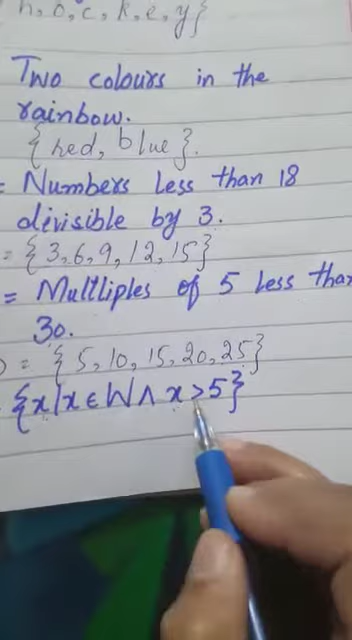 h, o, c, k, e, y}
Two colours in the
rainbow.
{red, blue}.
= Numbers less than 18
divisible by 3.
= {3,6,9,12,15}
= Multliples of 5 less than
30.
= {5,10,15,20,25}
{x/x∈W∧x>5}